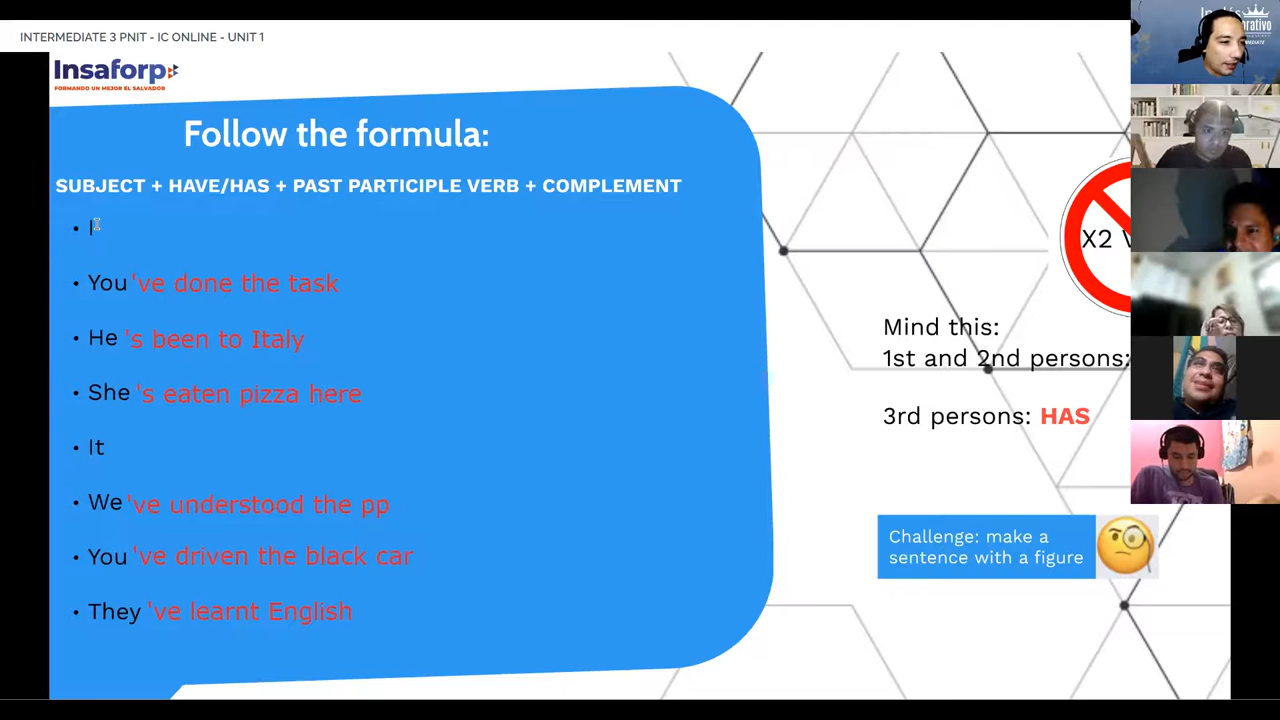 INTERMEDIATE 3 PNIT - IC ONLINE - UNIT 1
Insaforp
FORMANDO UN MEJOR EL SALVADOR
Follow the formula:
SUBJECT + HAVE/HAS + PAST PARTICIPLE VERB + COMPLEMENT
• I
• You 've done the task
• He 's been to Italy
• She 's eaten pizza here
• It
• We 've understood the pp
• You 've driven the black car
• They 've learnt English
X2 V
Mind this:
1st and 2nd persons:
3rd persons: HAS
Challenge: make a
sentence with a figure